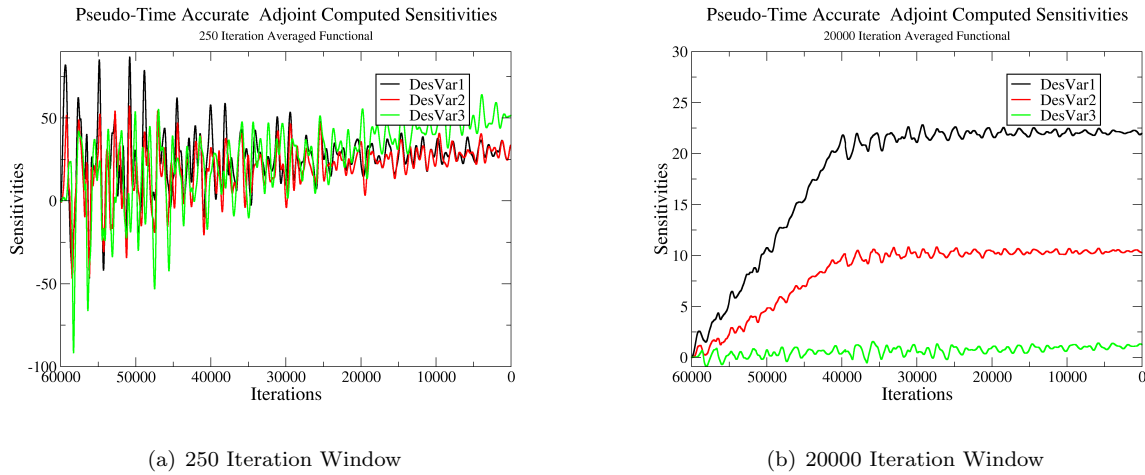 Pseudo-Time Accurate Adjoint Computed Sensitivities
250 Iteration Averaged Functional
Sensitivities
50
0
-50
-100
DesVar1
DesVar2
DesVar3
60000 50000 40000 30000 20000 10000 0
Iterations
(a) 250 Iteration Window
Pseudo-Time Accurate Adjoint Computed Sensitivities
20000 Iteration Averaged Functional
Sensitivities
30
25
20
15
10
5
0
DesVar1
DesVar2
DesVar3
60000 50000 40000 30000 20000 10000 0
Iterations
(b) 20000 Iteration Window